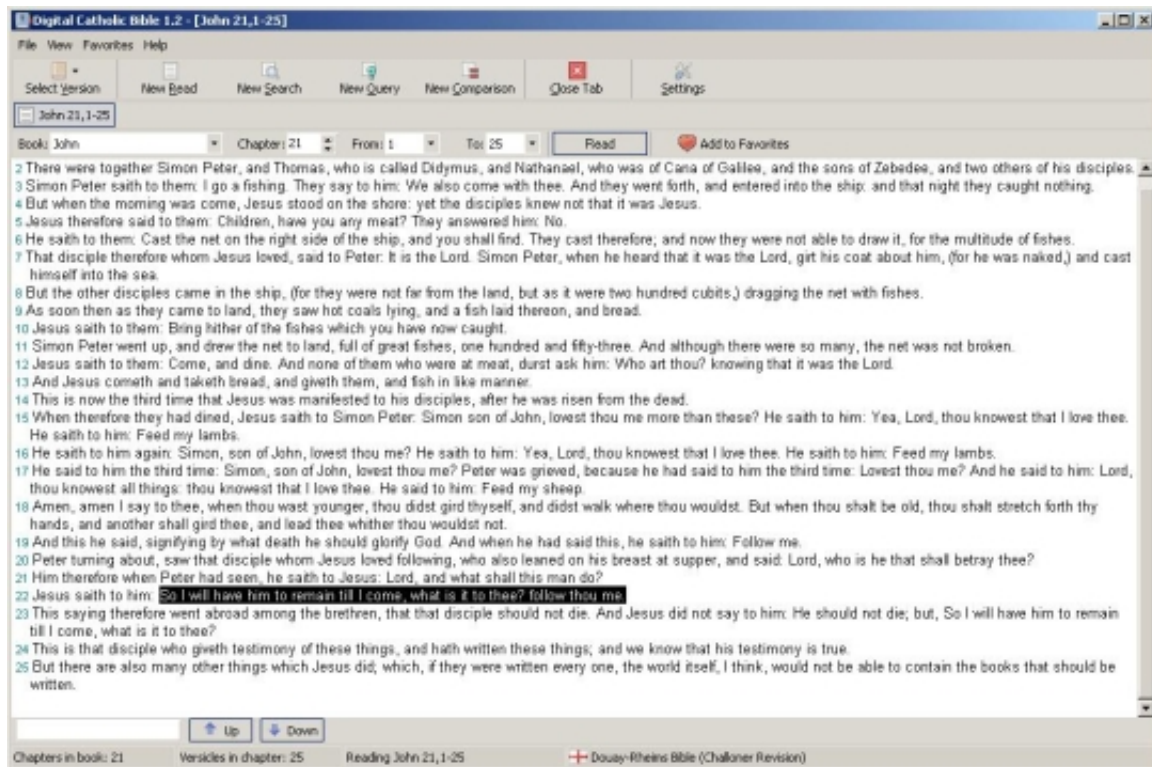 Digital Catholic Bible 1.2 - [John 21,1-25]
File View Favorites Help
Select Version New Read New Search New Query New Comparison Close Tab Settings
John 21,1-25
Book: John Chapter: 21 From: 1 To: 25 Read Add to Favorites
2 There were together Simon Peter, and Thomas, who is called Didymus, and Nathanael, who was of Cana of Galilee, and the sons of Zebedee, and two others of his disciples.
3 Simon Peter saith to them: I go a fishing. They say to him: We also come with thee. And they went forth, and entered into the ship: and that night they caught nothing.
4 But when the morning was come, Jesus stood on the shore: yet the disciples knew not that it was Jesus.
5 Jesus therefore said to them: Children, have you any meat? They answered him: No.
6 He saith to them: Cast the net on the right side of the ship, and you shall find. They cast therefore; and now they were not able to draw it, for the multitude of fishes.
7 That disciple therefore whom Jesus loved, said to Peter: It is the Lord. Simon Peter, when he heard that it was the Lord, girt his coat about him, (for he was naked,) and cast
himself into the sea.
8 But the other disciples came in the ship, (for they were not far from the land, but as it were two hundred cubits,) dragging the net with fishes.
9 As soon then as they came to land, they saw hot coals lying, and a fish laid thereon, and bread.
10 Jesus saith to them: Bring hither of the fishes which you have now caught.
11 Simon Peter went up, and drew the net to land, full of great fishes, one hundred and fifty-three. And although there were so many, the net was not broken.
12 Jesus saith to them: Come, and dine. And none of them who were at meat, durst ask him: Who art thou? knowing that it was the Lord.
13 And Jesus cometh and taketh bread, and giveth them, and fish in like manner.
14 This is now the third time that Jesus was manifested to his disciples, after he was risen from the dead.
15 When therefore they had dined, Jesus saith to Simon Peter: Simon son of John, lovest thou me more than these? He saith to him: Yea, Lord, thou knowest that I love thee.
He saith to him: Feed my lambs.
16 He saith to him again: Simon, son of John, lovest thou me? He saith to him: Yea, Lord, thou knowest that I love thee. He saith to him: Feed my lambs.
17 He said to him the third time: Simon, son of John, lovest thou me? Peter was grieved, because he had said to him the third time: Lovest thou me? And he said to him: Lord,
thou knowest all things: thou knowest that I love thee. He said to him: Feed my sheep.
18 Amen, amen I say to thee, when thou wast younger, thou didst gird thyself, and didst walk where thou wouldst. But when thou shalt be old, thou shalt stretch forth thy
hands, and another shall gird thee, and lead thee whither thou wouldst not.
19 And this he said, signifying by what death he should glorify God. And when he had said this, he saith to him: Follow me.
20 Peter turning about, saw that disciple whom Jesus loved following, who also leaned on his breast at supper, and said: Lord, who is he that shall betray thee?
21 Him therefore when Peter had seen, he saith to Jesus: Lord, and what shall this man do?
22 Jesus saith to him: So I will have him to remain till I come, what is it to thee? follow thou me.
23 This saying therefore went abroad among the brethren, that that disciple should not die. And Jesus did not say to him: He should not die; but, So I will have him to remain
till I come, what is it to thee?
24 This is that disciple who giveth testimony of these things, and hath written these things; and we know that his testimony is true.
25 But there are also many other things which Jesus did; which, if they were written every one, the world itself, I think, would not be able to contain the books that should be
written.
Up Down
Chapters in book: 21 Versicles in chapter: 25 Reading John 21,1-25 Douay-Rheims Bible (Challoner Revision)